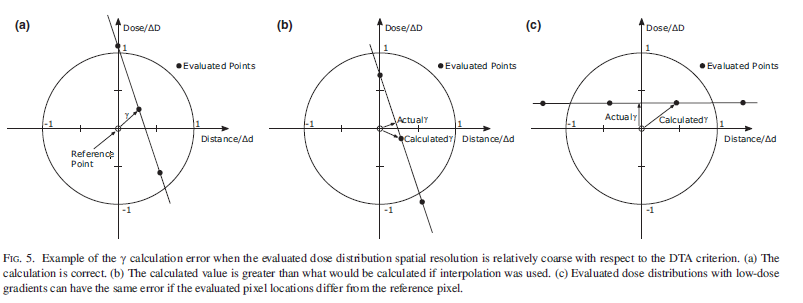 (a)
Dose/ΔD
1
Evaluated Points
-1
γ
1
Distance/Δd
Reference
Point
-1
(b)
Dose/ΔD
1
Evaluated Points
-1
Actualγ
1
Calculatedγ
Distance/Δd
-1
(c)
Dose/ΔD
1
Evaluated Points
-1
Actualγ
Calculatedγ
1
Distance/Δd
-1
FIG. 5. Example of the γ calculation error when the evaluated dose distribution spatial resolution is relatively coarse with respect to the DTA criterion. (a) The
calculation is correct. (b) The calculated value is greater than what would be calculated if interpolation was used. (c) Evaluated dose distributions with low-dose
gradients can have the same error if the evaluated pixel locations differ from the reference pixel.